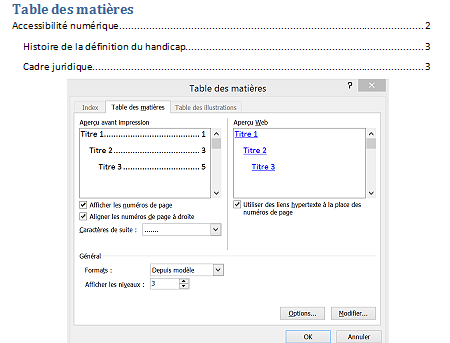 Table des matières
Accessibilité numérique 2
Histoire de la définition du handicap 3
Cadre juridique 3
Table des matières ? ×
Index Table des matières Table des illustrations
Aperçu avant impression Aperçu Web
Titre 1 1 Titre 1
Titre 2 3 Titre 2
Titre 3 5 Titre 3
Afficher les numéros de page Utiliser des liens hypertexte à la place des
Aligner les numéros de page à droite numéros de page
Caractères de suite : .......
Général
Formats : Depuis modèle
Afficher les niveaux : 3
Options... Modifier...
OK Annuler